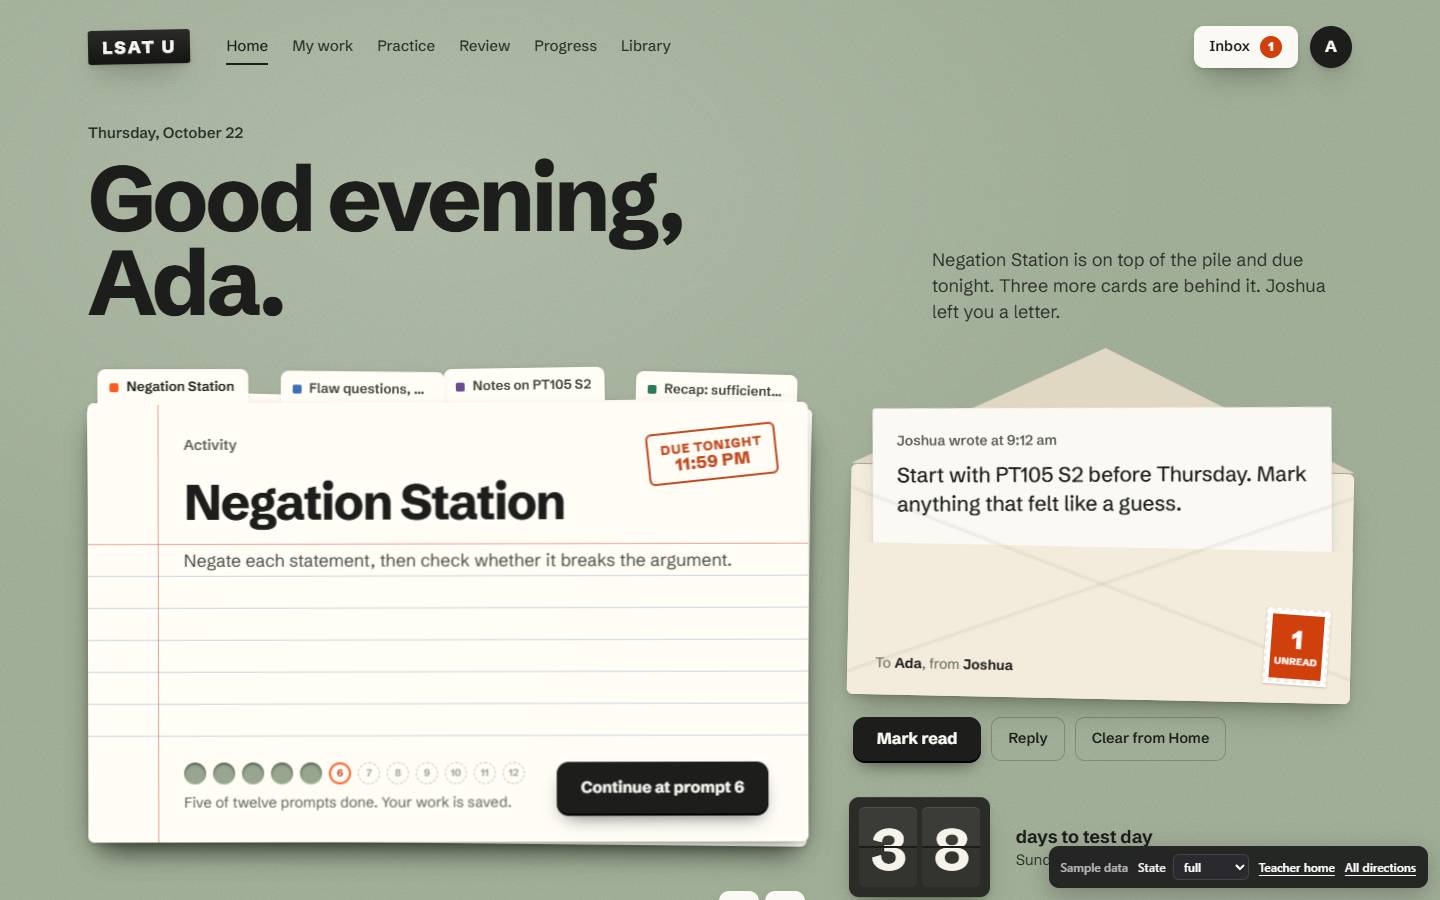 LSAT U
Home
My work
Practice
Review
Progress
Library
Inbox 1
A
Thursday, October 22
Good evening,
Ada.
Negation Station is on top of the pile and due
tonight. Three more cards are behind it. Joshua
left you a letter.
Negation Station
Flaw questions, ...
Notes on PT105 S2
Recap: sufficient...
Activity
DUE TONIGHT
11:59 PM
Negation Station
Negate each statement, then check whether it breaks the argument.
6 7 8 9 10 11 12
Five of twelve prompts done. Your work is saved.
Continue at prompt 6
Joshua wrote at 9:12 am
Start with PT105 S2 before Thursday. Mark
anything that felt like a guess.
To Ada, from Joshua
1
UNREAD
Mark read
Reply
Clear from Home
38
days to test day
Sample data State full Teacher home All directions